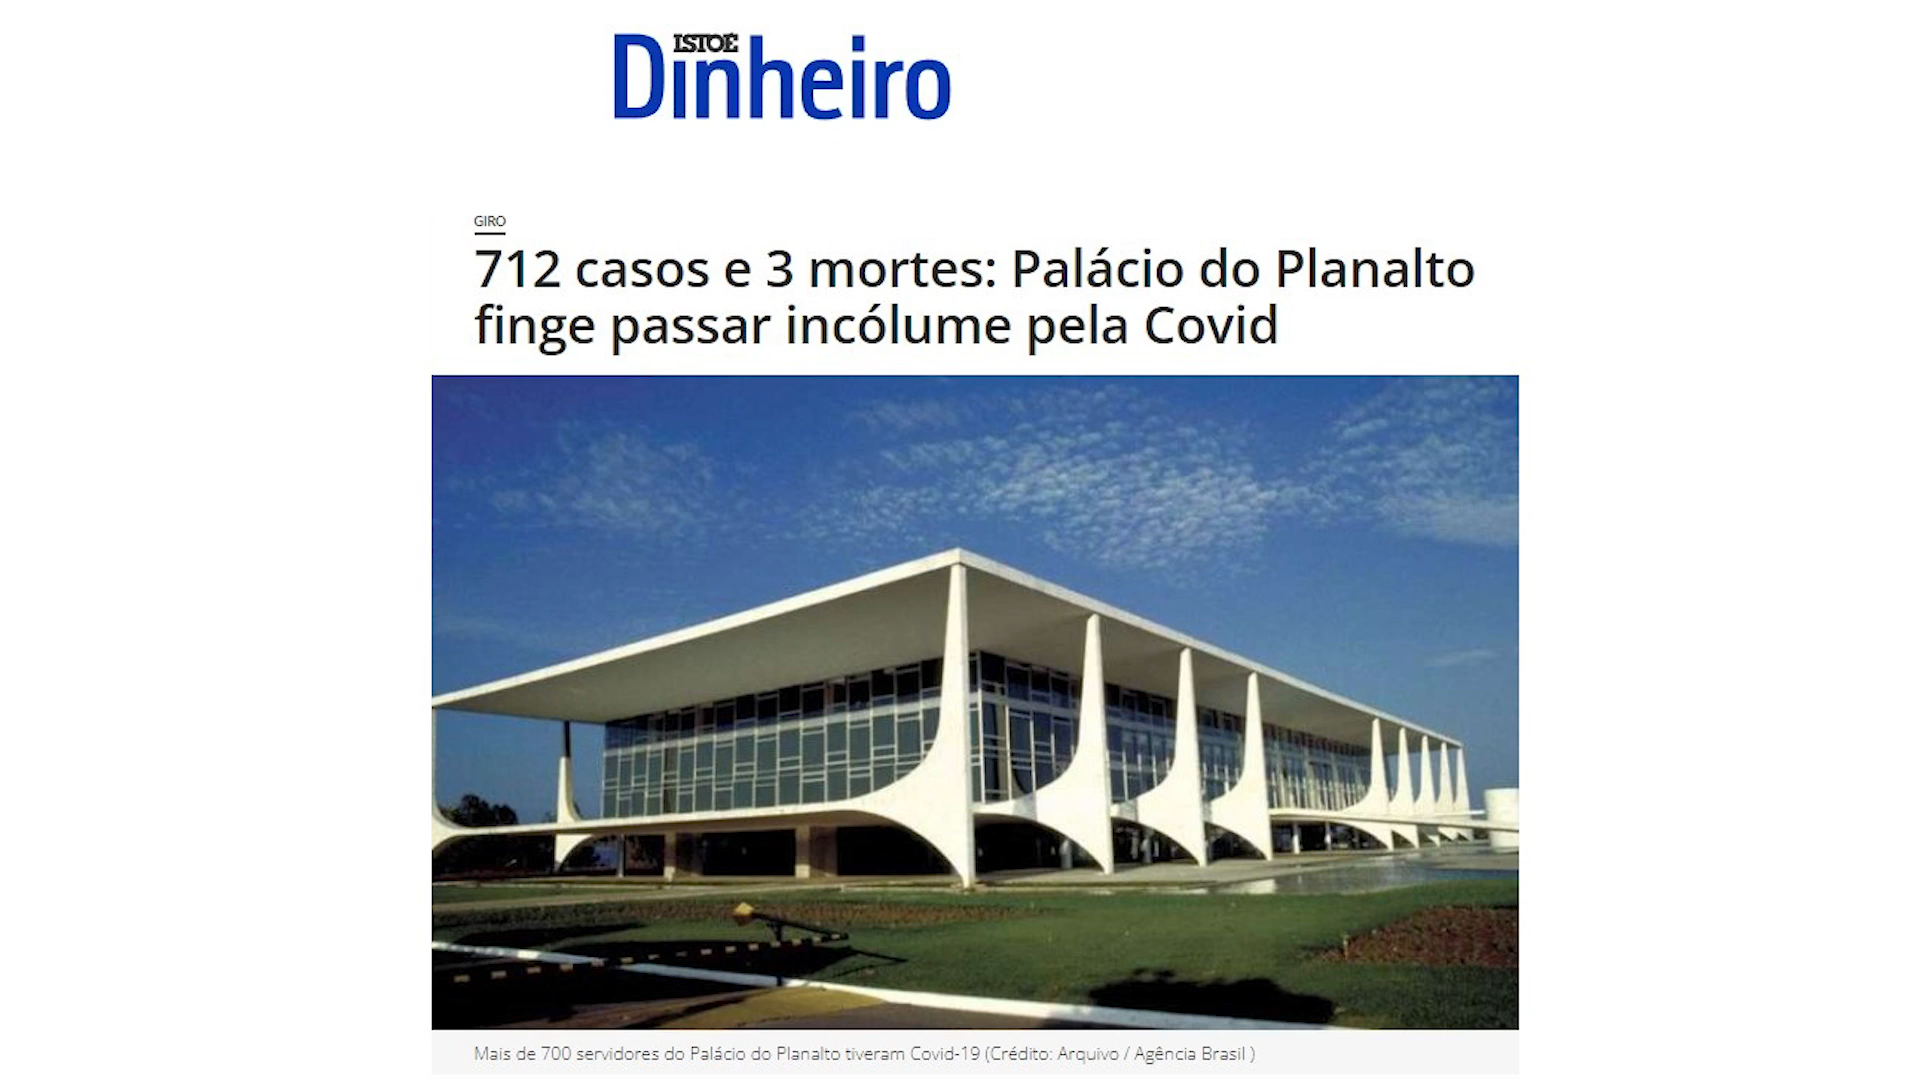 ISTOÉ
Dinheiro
GIRO
712 casos e 3 mortes: Palácio do Planalto
finge passar incólume pela Covid
Mais de 700 servidores do Palácio do Planalto tiveram Covid-19 (Crédito: Arquivo / Agência Brasil )